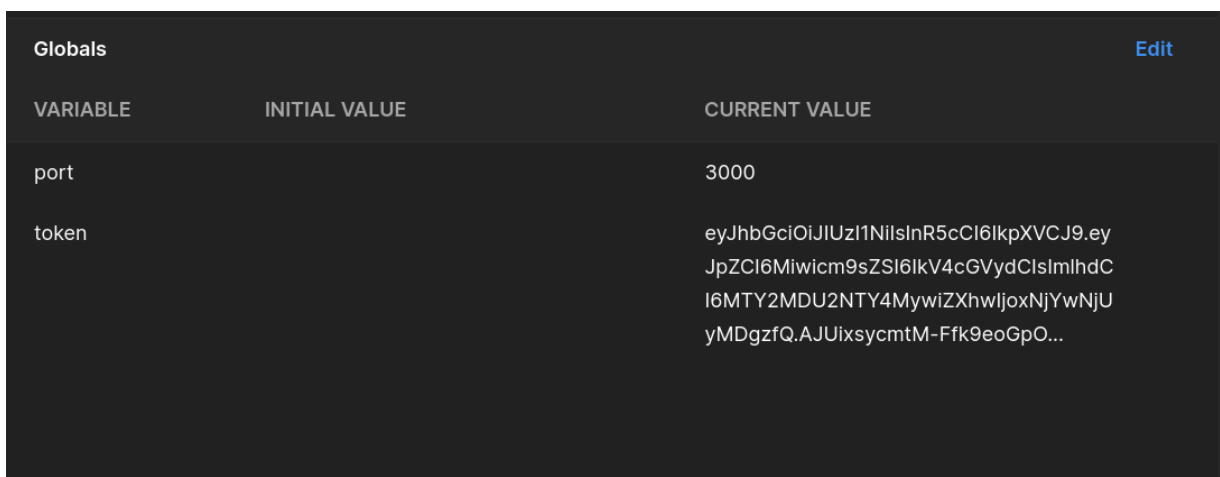 Globals Edit
VARIABLE INITIAL VALUE CURRENT VALUE
port 3000
token eyJhbGciOiJIUzI1NiIsInR5cCI6IkpXVCJ9.ey
JpZCI6Miwicm9sZSI6IkV4cGVydCIsImlhdC
I6MTY2MDU2NTY4MywiZXhwIjoxNjYwNjU
yMDgzfQ.AJUixsycmtM-Ffk9eoGpO...